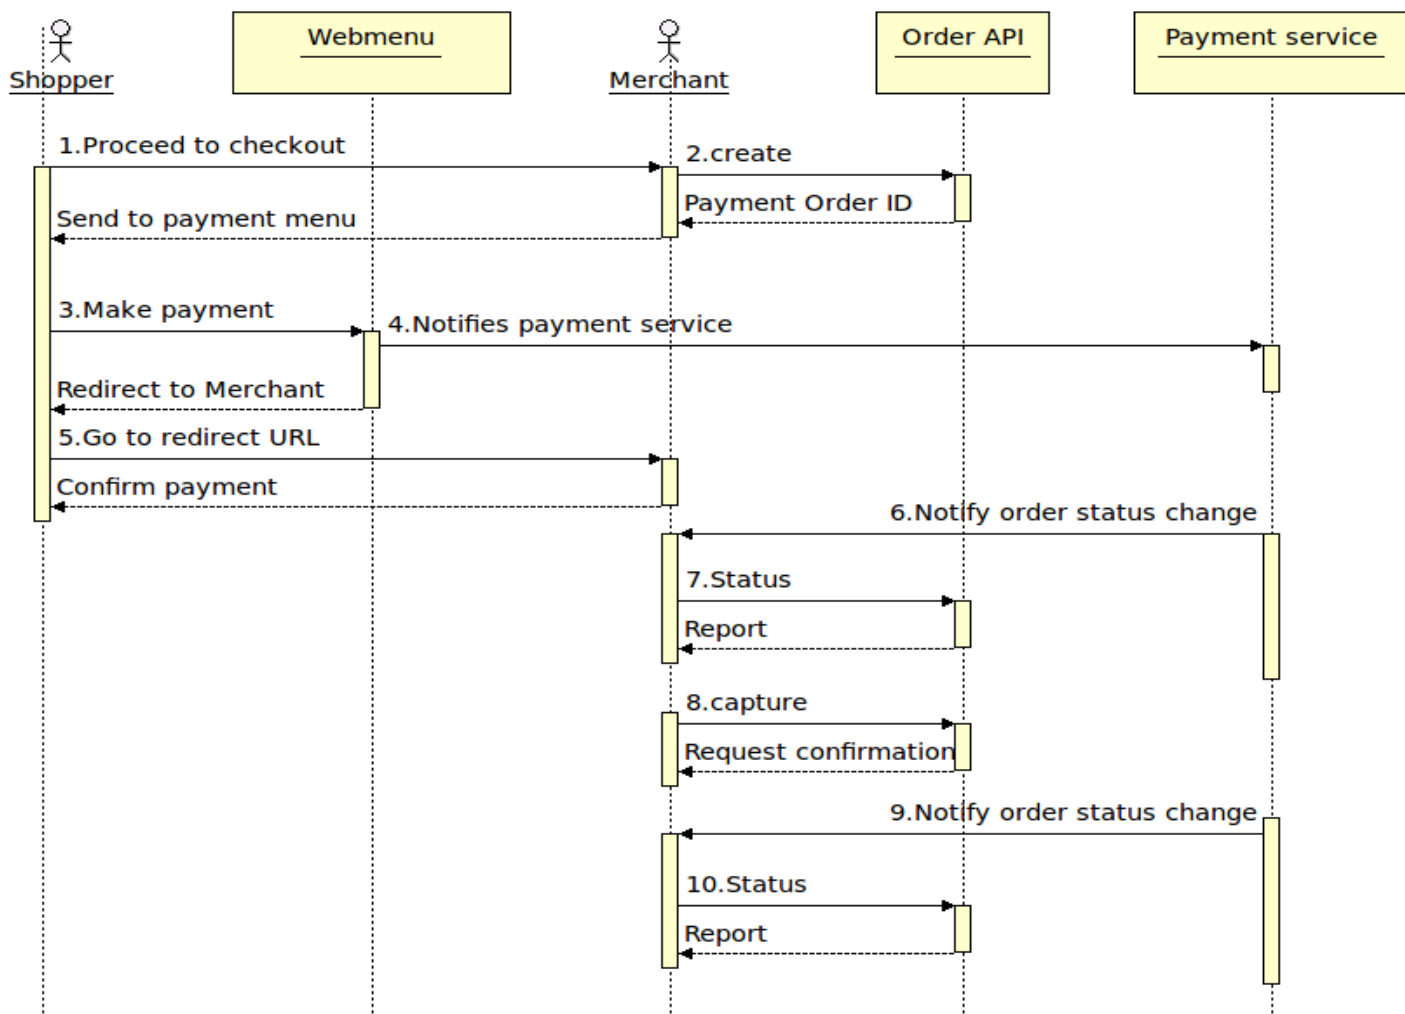 Shopper
Webmenu
Merchant
Order API
Payment service
1.Proceed to checkout
2.create
Payment Order ID
Send to payment menu
3.Make payment
4.Notifies payment service
Redirect to Merchant
5.Go to redirect URL
Confirm payment
6.Notify order status change
7.Status
Report
8.capture
Request confirmation
9.Notify order status change
10.Status
Report